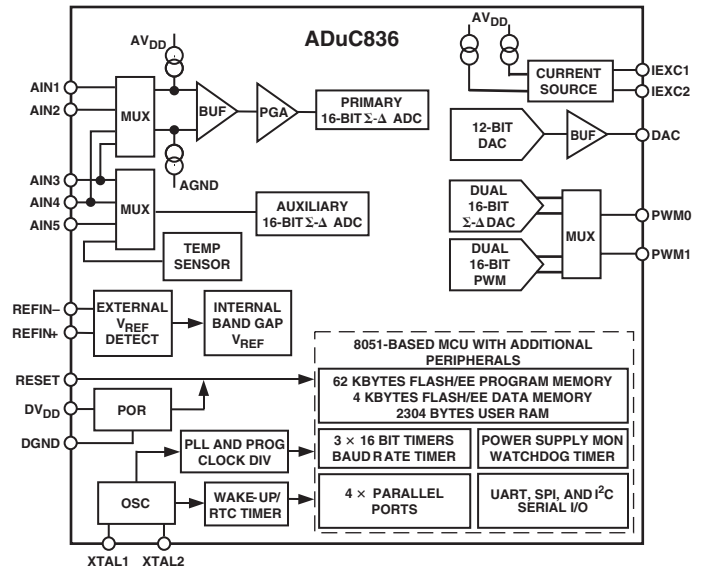 ADuC836
AV_DD
AV_DD
AIN1
AIN2
MUX
BUF
PGA
PRIMARY
16-BIT Σ-Δ ADC
CURRENT
SOURCE
IEXC1
IEXC2
12-BIT
DAC
BUF
DAC
AGND
AIN3
AIN4
AIN5
MUX
AUXILIARY
16-BIT Σ-Δ ADC
TEMP
SENSOR
DUAL
16-BIT
Σ-Δ DAC
DUAL
16-BIT
PWM
MUX
PWM0
PWM1
REFIN–
REFIN+
EXTERNAL
V_REF
DETECT
INTERNAL
BAND GAP
V_REF
8051-BASED MCU WITH ADDITIONAL
PERIPHERALS
62 KBYTES FLASH/EE PROGRAM MEMORY
4 KBYTES FLASH/EE DATA MEMORY
2304 BYTES USER RAM
RESET
DV_DD
DGND
POR
PLL AND PROG
CLOCK DIV
3 × 16 BIT TIMERS
BAUD RATE TIMER
POWER SUPPLY MON
WATCHDOG TIMER
OSC
WAKE-UP/
RTC TIMER
4 × PARALLEL
PORTS
UART, SPI, AND I²C
SERIAL I/O
XTAL1
XTAL2